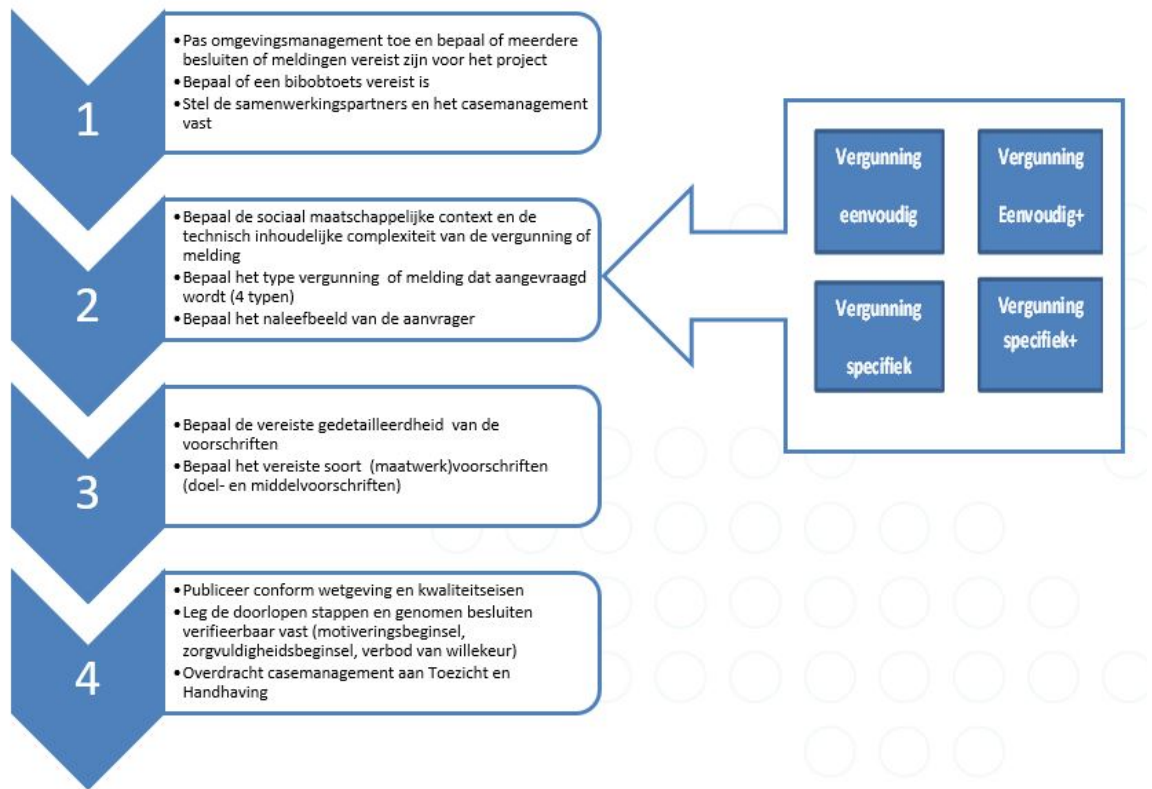 1
•Pas omgevingsmanagement toe en bepaal of meerdere
besluiten of meldingen vereist zijn voor het project
•Bepaal of een bibobtoets vereist is
•Stel de samenwerkingspartners en het casemanagement
vast
2
•Bepaal de sociaal maatschappelijke context en de
technisch inhoudelijke complexiteit van de vergunning of
melding
•Bepaal het type vergunning of melding dat aangevraagd
wordt (4 typen)
•Bepaal het naleefbeeld van de aanvrager
Vergunning
eenvoudig
Vergunning
Eenvoudig+
Vergunning
specifiek
Vergunning
specifiek+
3
•Bepaal de vereiste gedetailleerdheid van de
voorschriften
•Bepaal het vereiste soort (maatwerk)voorschriften
(doel- en middelvoorschriften)
4
•Publiceer conform wetgeving en kwaliteitseisen
•Leg de doorlopen stappen en genomen besluiten
verifieerbaar vast (motiveringsbeginsel,
zorgvuldigheidsbeginsel, verbod van willekeur)
•Overdracht casemanagement aan Toezicht en
Handhaving